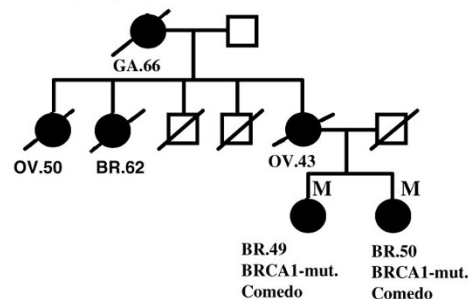 GA.66
OV.50
BR.62
OV.43
M
M
BR.49
BRCA1-mut.
Comedo
BR.50
BRCA1-mut.
Comedo